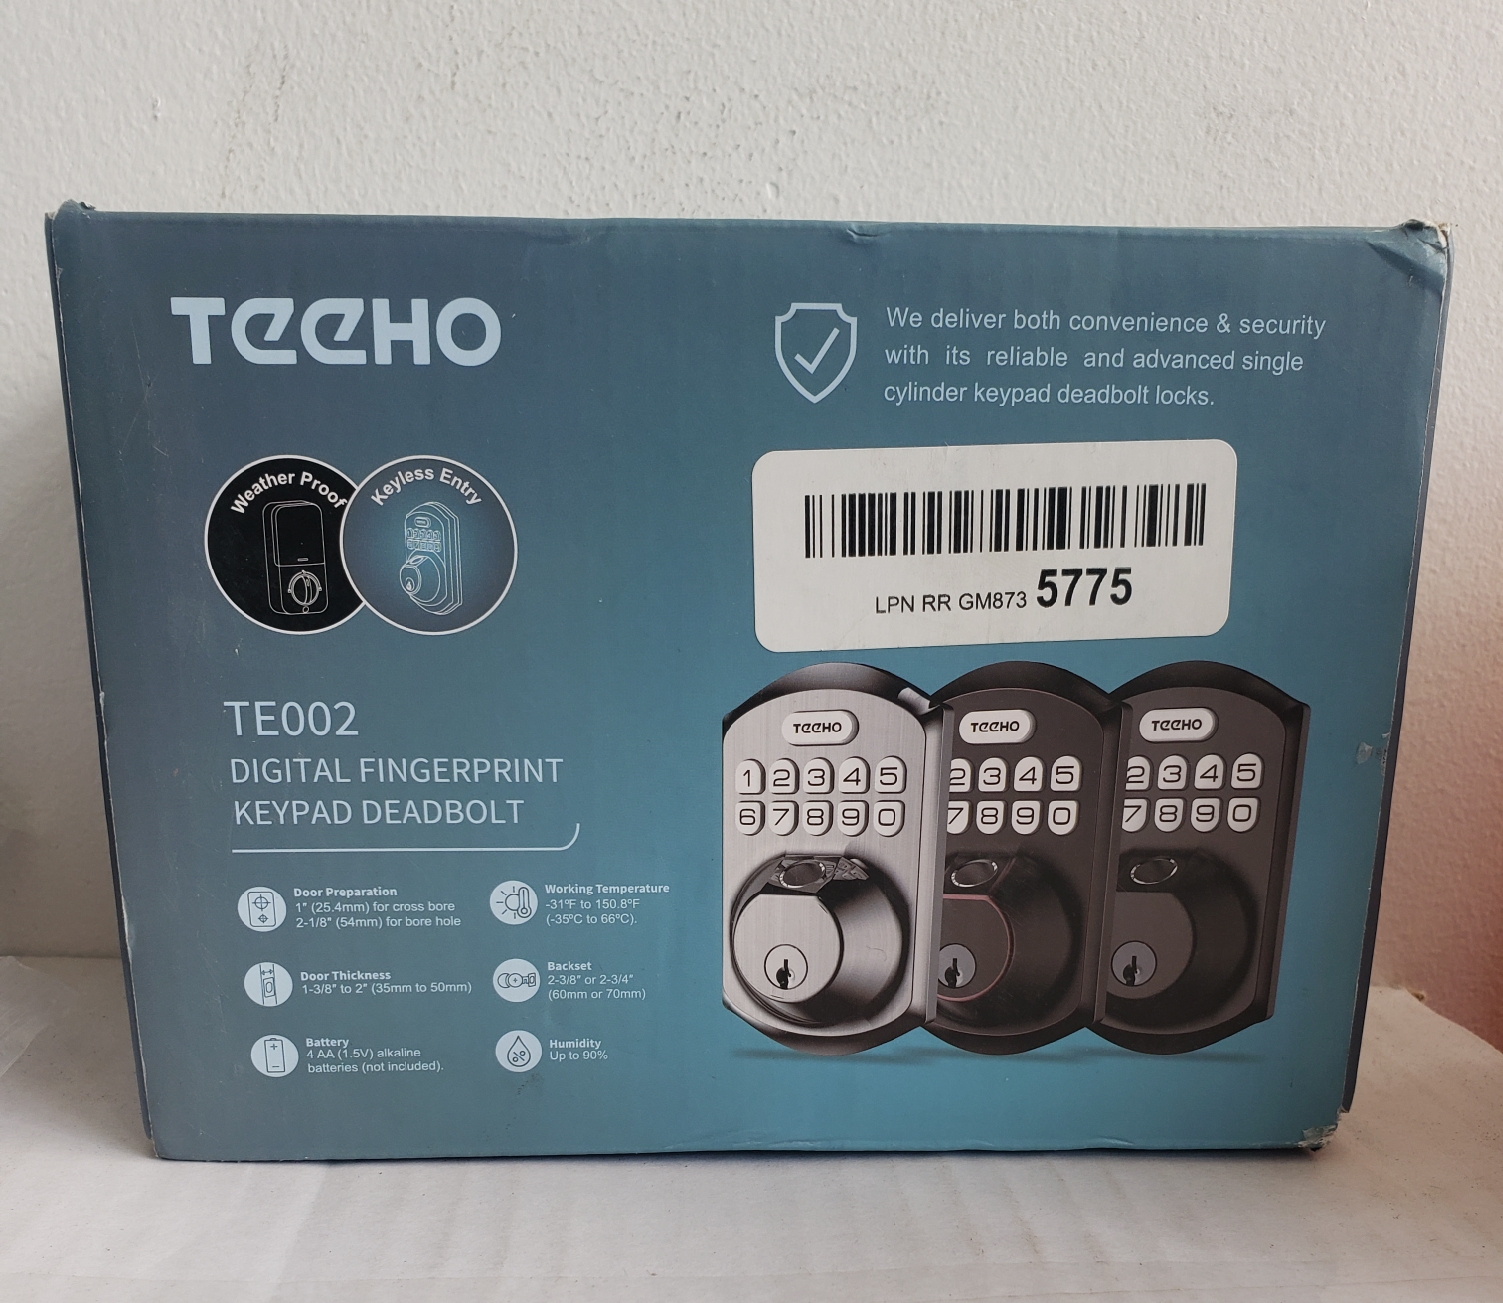 TEEHO
We deliver both convenience & security
with its reliable and advanced single
cylinder keypad deadbolt locks.
Weather Proof
Keyless Entry
LPN RR GM873 5775
TE002
DIGITAL FINGERPRINT
KEYPAD DEADBOLT
Door Preparation
1" (25.4mm) for cross bore
2-1/8" (54mm) for bore hole
Working Temperature
-31ºF to 150.8ºF
(-35ºC to 66ºC).
Door Thickness
1-3/8" to 2" (35mm to 50mm)
Backset
2-3/8" or 2-3/4"
(60mm or 70mm)
Battery
4 AA (1.5V) alkaline
batteries (not included).
Humidity
Up to 90%
TEEHO
1 2 3 4 5
6 7 8 9 0
TEEHO
2 3 4 5
7 8 9 0
TEEHO
2 3 4 5
7 8 9 0